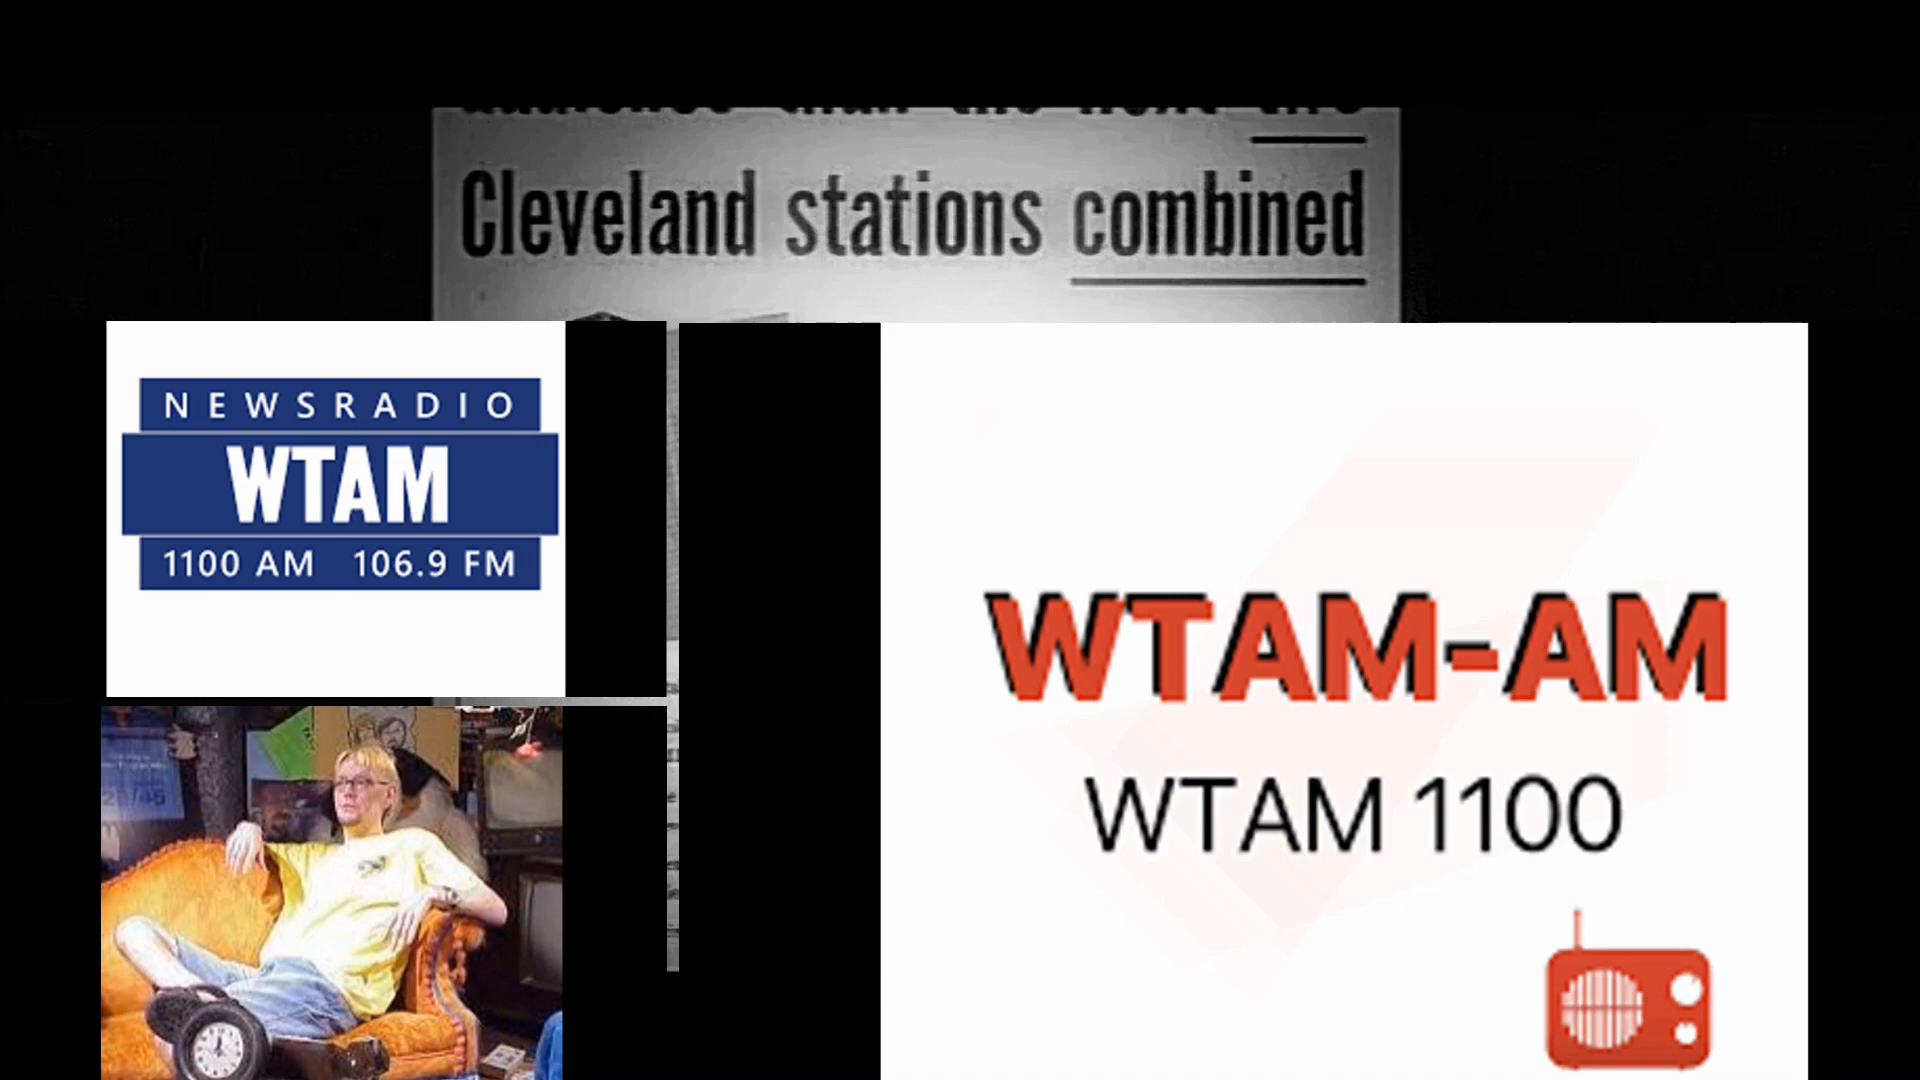 Cleveland stations combined
NEWSRADIO
WTAM
1100 AM 106.9 FM
WTAM-AM
WTAM 1100